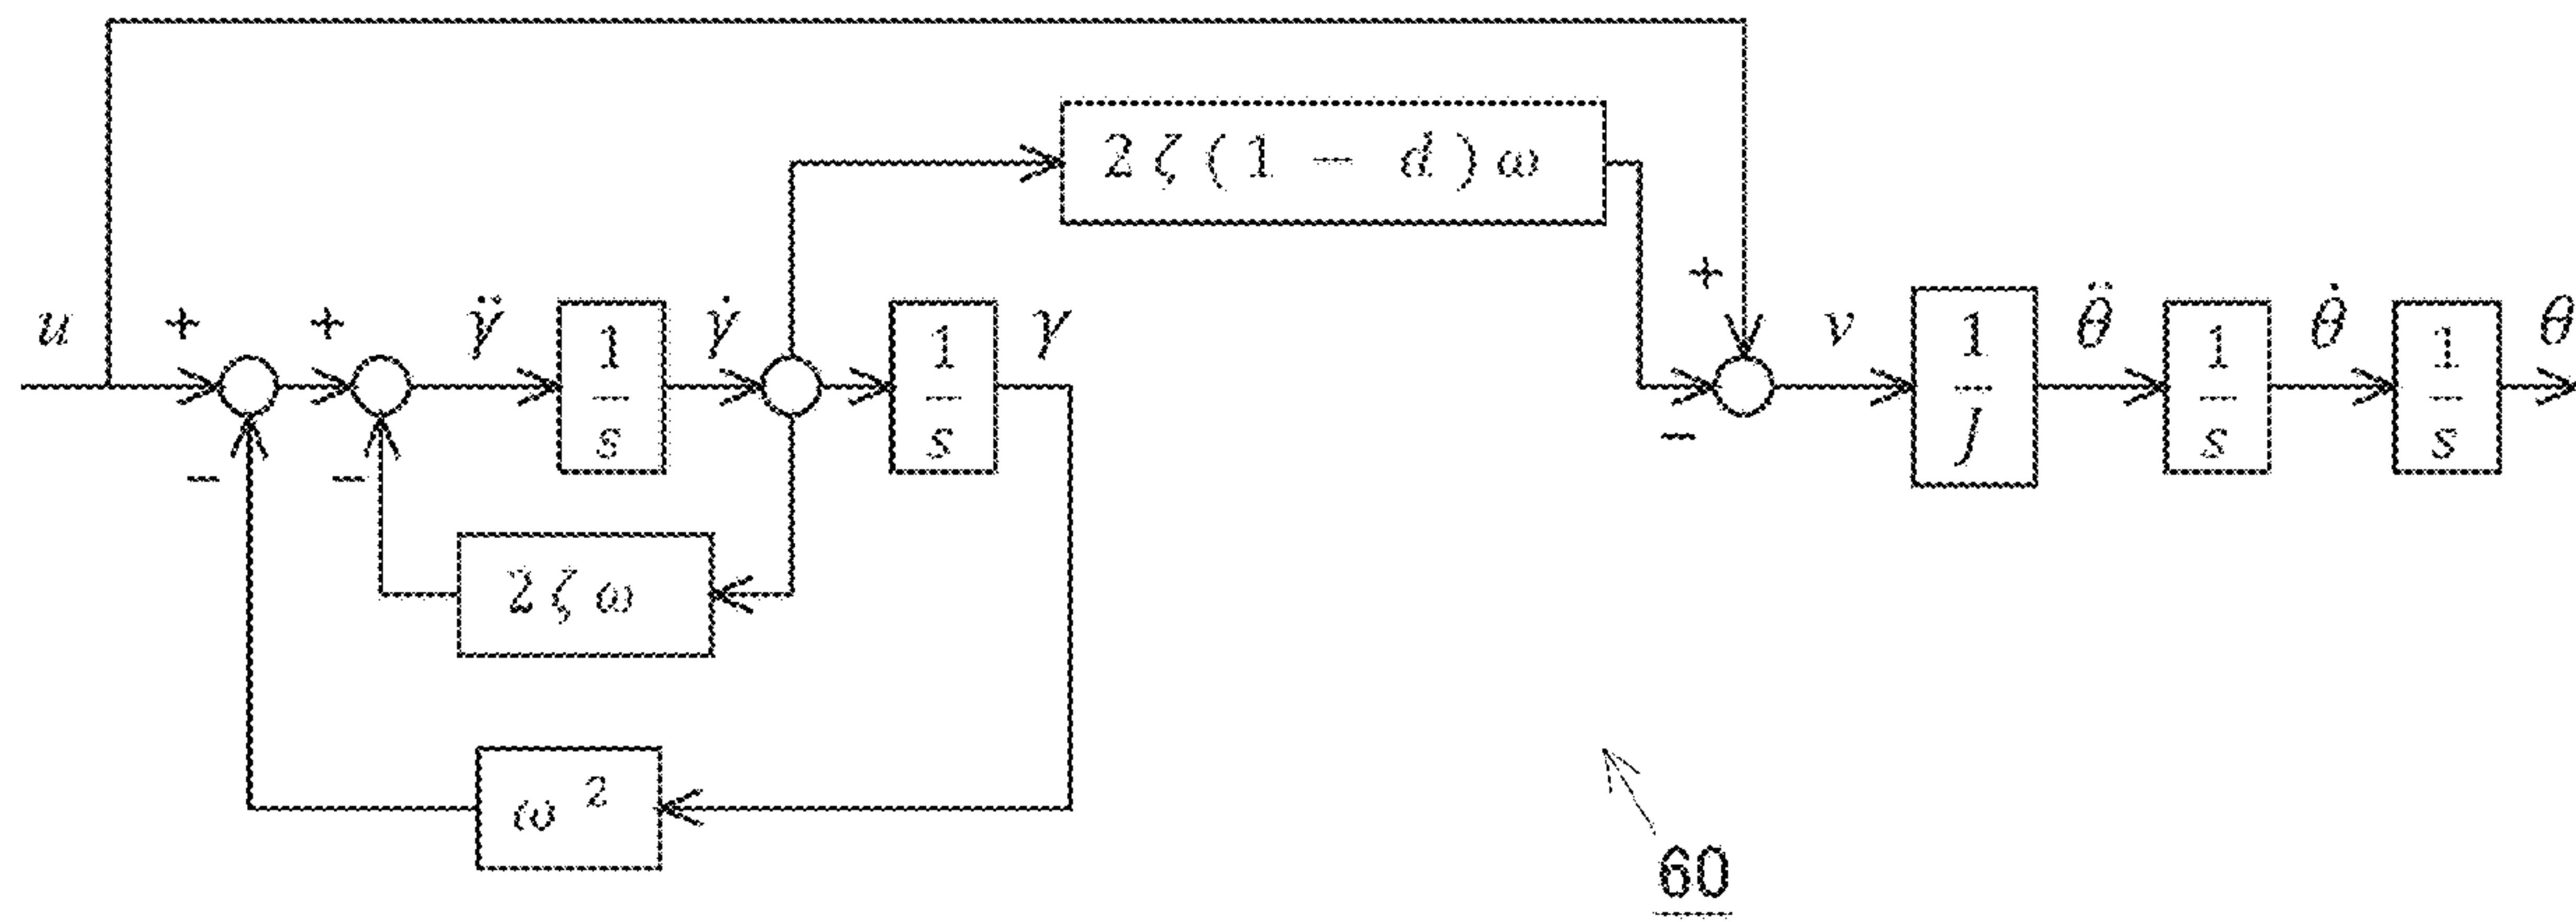 2ζ(1 − d)ω
u + + γ̈ 1/s γ̇ 1/s γ + − v 1/J θ̈ 1/s θ̇ 1/s θ
− −
2ζω
ω²
60